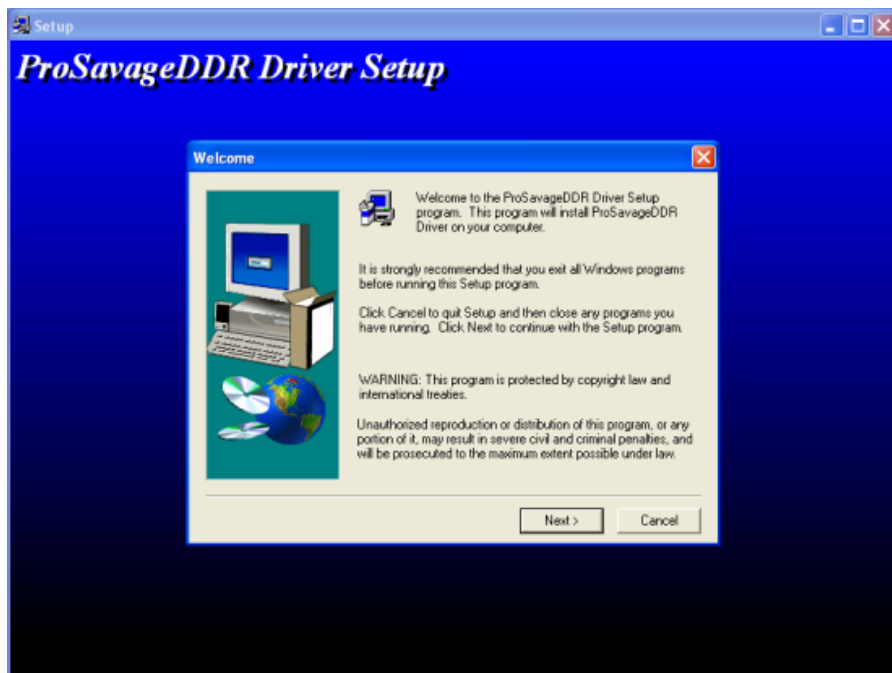 Setup
ProSavageDDR Driver Setup
Welcome
Welcome to the ProSavageDDR Driver Setup
program. This program will install ProSavageDDR
Driver on your computer.
It is strongly recommended that you exit all Windows programs
before running this Setup program.
Click Cancel to quit Setup and then close any programs you
have running. Click Next to continue with the Setup program.
WARNING: This program is protected by copyright law and
international treaties.
Unauthorized reproduction or distribution of this program, or any
portion of it, may result in severe civil and criminal penalties, and
will be prosecuted to the maximum extent possible under law.
Next > Cancel